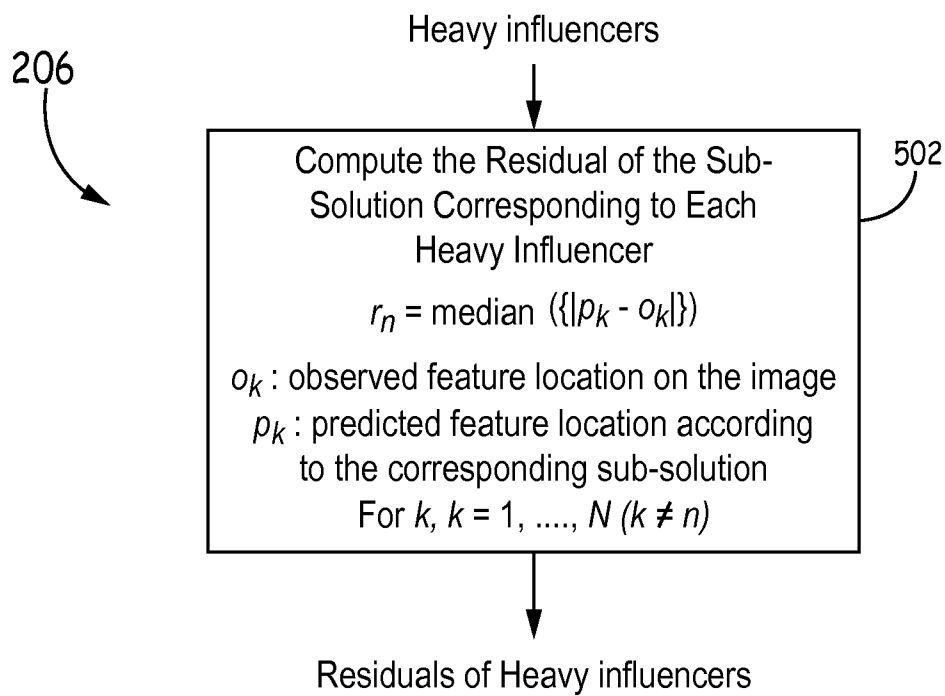 Heavy influencers
206
502
Compute the Residual of the Sub-
Solution Corresponding to Each
Heavy Influencer
rₙ = median ({|pₖ - oₖ|})
oₖ : observed feature location on the image
pₖ : predicted feature location according
to the corresponding sub-solution
For k, k = 1, ...., N (k ≠ n)
Residuals of Heavy influencers